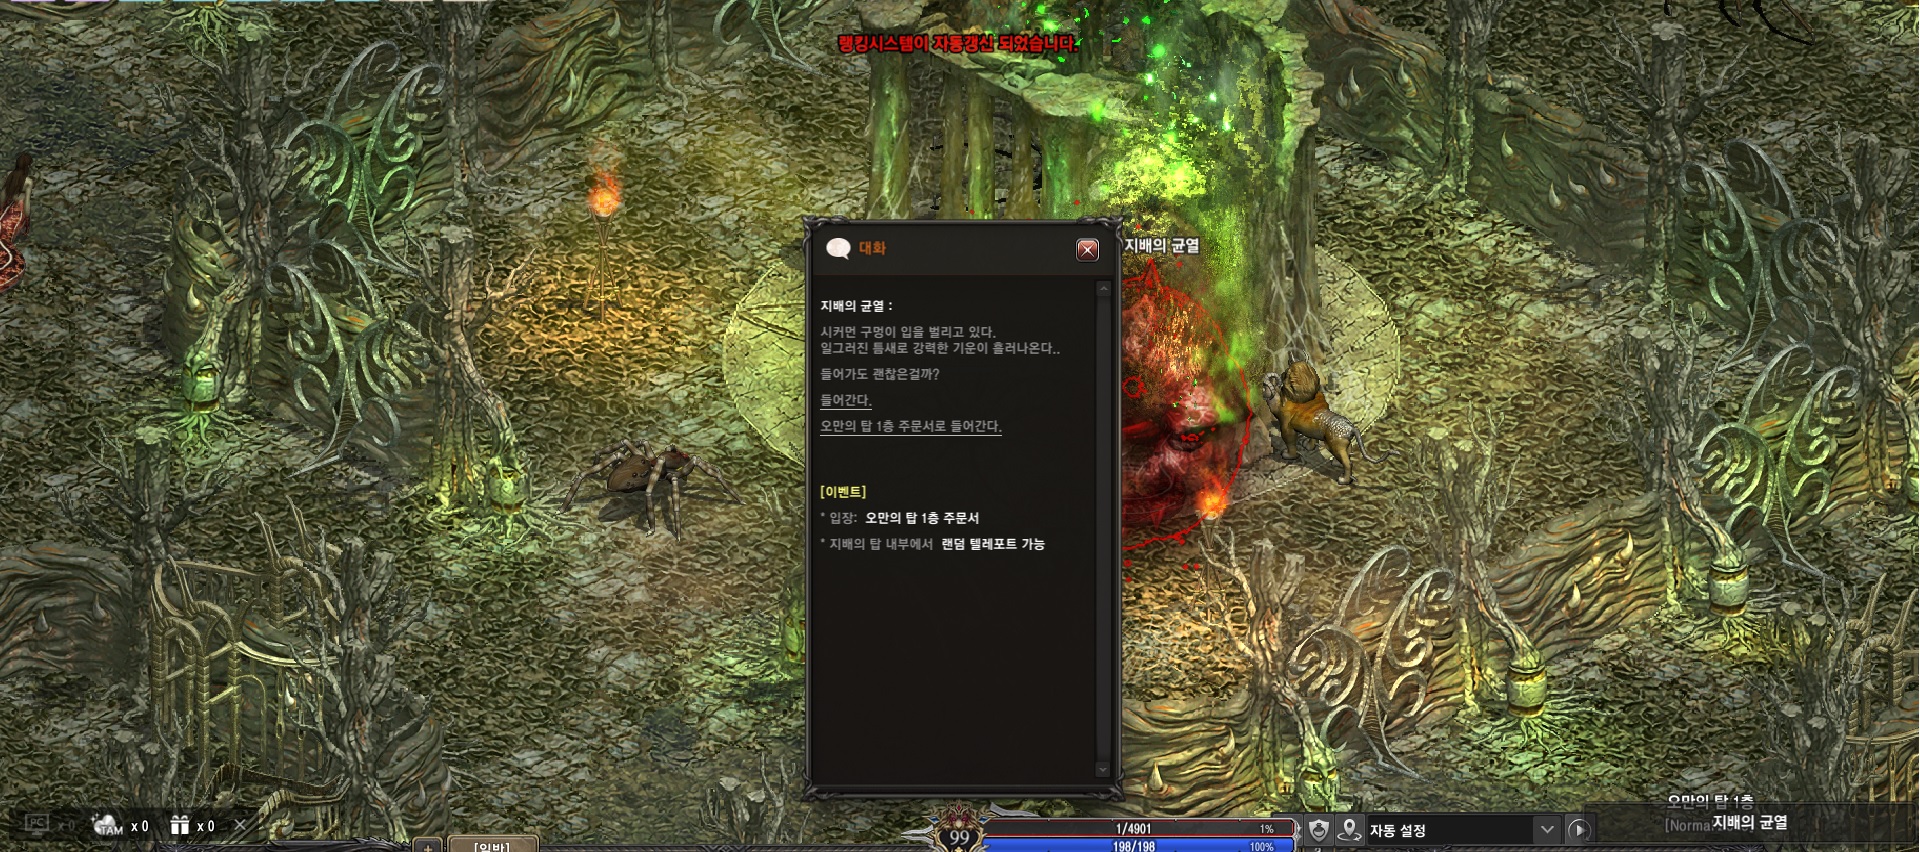 랭킹시스템이 자동갱신 되었습니다.
지배의 균열
대화
지배의 균열 :
시커먼 구멍이 입을 벌리고 있다.
일그러진 틈새로 강력한 기운이 흘러나온다..
들어가도 괜찮은걸까?
들어간다.
오만의 탑 1층 주문서로 들어간다.
[이벤트]
* 입장: 오만의 탑 1층 주문서
* 지배의 탑 내부에서 랜덤 텔레포트 가능
PC x 0
TAM x 0
x 0
[일반]
99
1/4901 1%
198/198 100%
자동 설정
오만의 탑 1층
지배의 균열